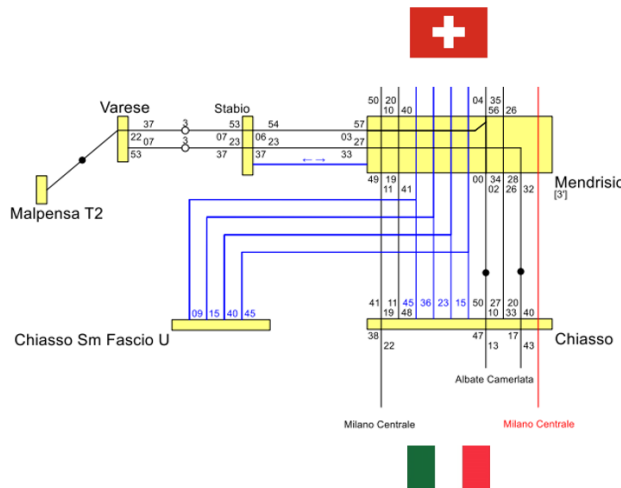 50 20 04 35
10 40 56 26
Varese
Stabio
37 3 53 54 57
22 07 06 03
07 3 23 23 27
53 37 37 33
←→
49 19 00 34 28
11 41 02 26 32
Mendrisio
[3']
Malpensa T2
41 11 45 36 23 15 50 27 20
19 48 10 33 40
09 15 40 45
Chiasso Sm Fascio U
Chiasso
38 47 17
22 13 43
Albate Camerlata
Milano Centrale
Milano Centrale